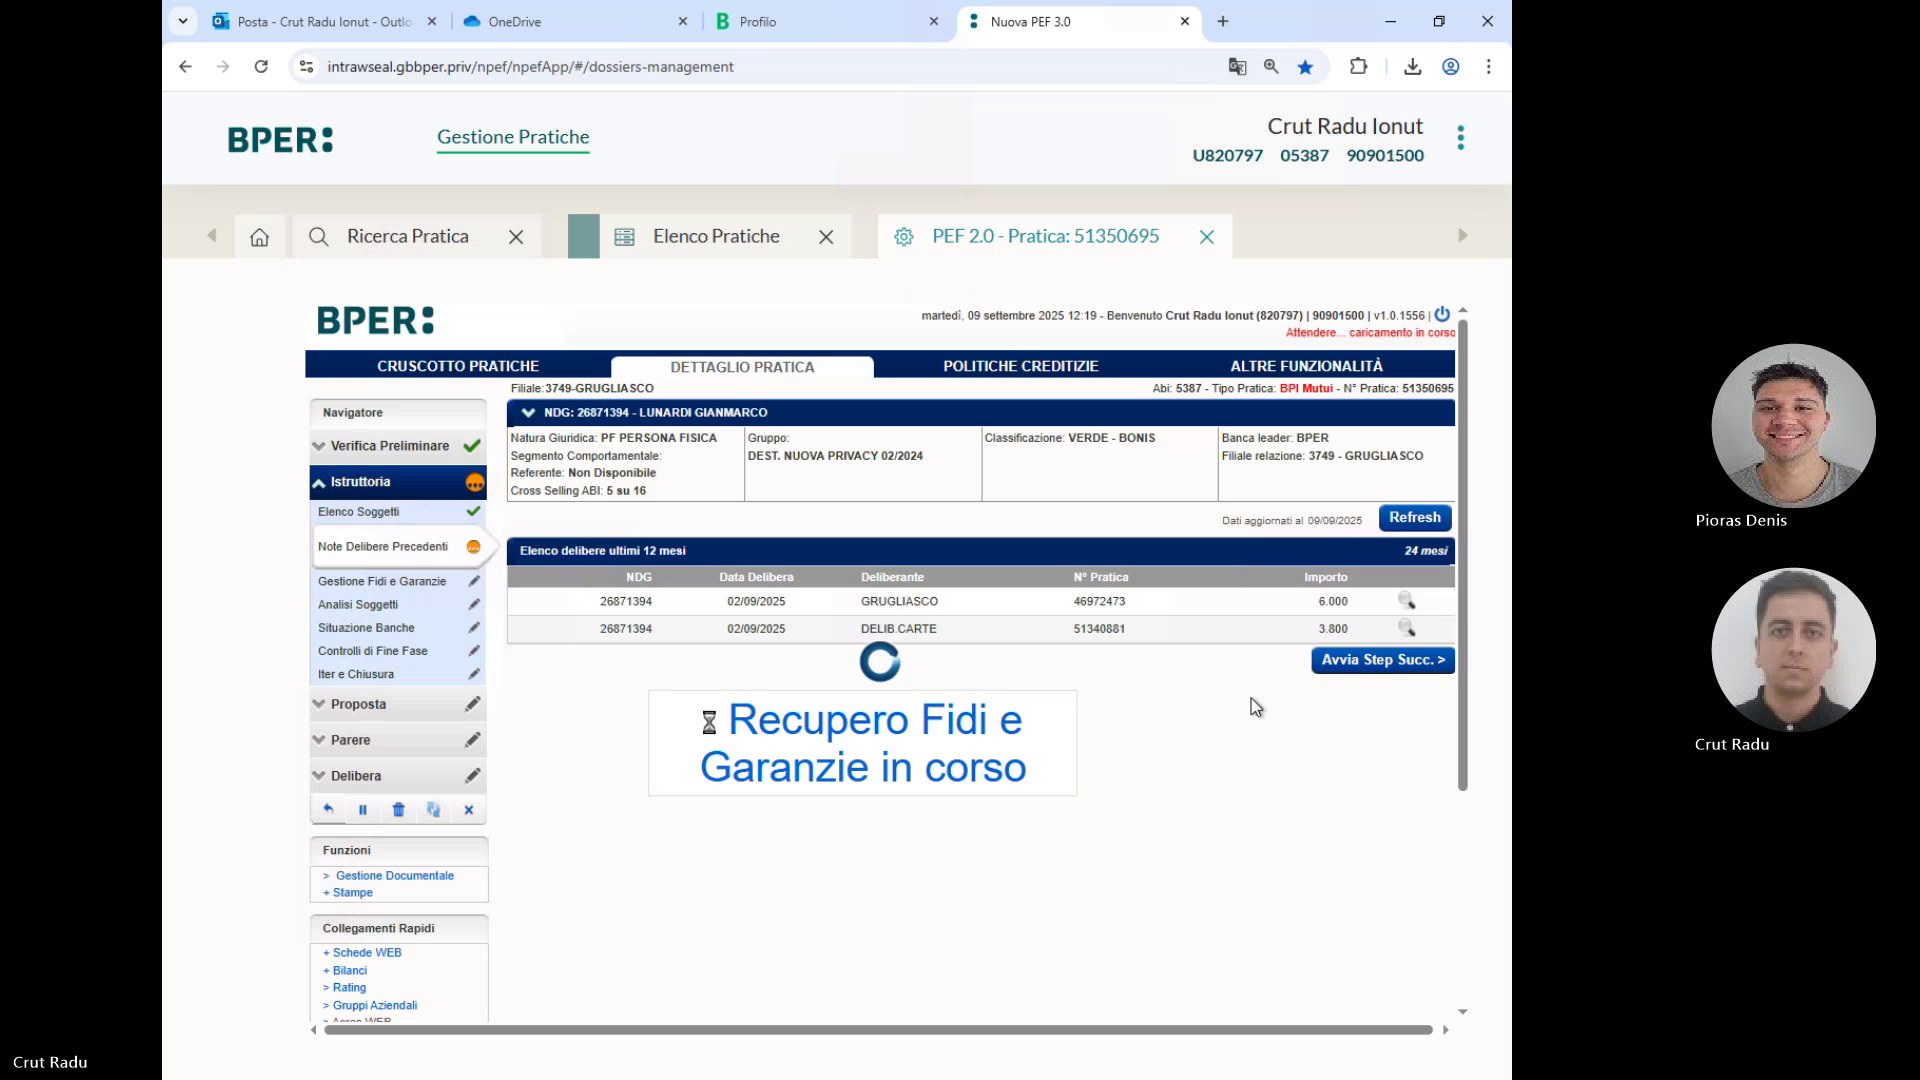 Posta - Crut Radu Ionut - Outlo
OneDrive
Profilo
Nuova PEF 3.0
intrawseal.gbbper.priv/npef/npefApp/#/dossiers-management
BPER:
Gestione Pratiche
Crut Radu Ionut
U820797 05387 90901500
Ricerca Pratica
Elenco Pratiche
PEF 2.0 - Pratica: 51350695
BPER:
martedì, 09 settembre 2025 12:19 - Benvenuto Crut Radu Ionut (820797) | 90901500 | v1.0.1556 |
Attendere... caricamento in corso
CRUSCOTTO PRATICHE
DETTAGLIO PRATICA
POLITICHE CREDITIZIE
ALTRE FUNZIONALITÀ
Filiale:3749-GRUGLIASCO
Abi: 5387 - Tipo Pratica: BPI Mutui - N° Pratica: 51350695
Navigatore
Verifica Preliminare
Istruttoria
Elenco Soggetti
Note Delibere Precedenti
Gestione Fidi e Garanzie
Analisi Soggetti
Situazione Banche
Controlli di Fine Fase
Iter e Chiusura
Proposta
Parere
Delibera
Funzioni
> Gestione Documentale
+ Stampe
Collegamenti Rapidi
+ Schede WEB
+ Bilanci
> Rating
> Gruppi Aziendali
NDG: 26871394 - LUNARDI GIANMARCO
Natura Giuridica: PF PERSONA FISICA
Segmento Comportamentale:
Referente: Non Disponibile
Cross Selling ABI: 5 su 16
Gruppo:
DEST. NUOVA PRIVACY 02/2024
Classificazione: VERDE - BONIS
Banca leader: BPER
Filiale relazione: 3749 - GRUGLIASCO
Dati aggiornati al 09/09/2025
Refresh
Elenco delibere ultimi 12 mesi
24 mesi
NDG Data Delibera Deliberante N° Pratica Importo
26871394 02/09/2025 GRUGLIASCO 46972473 6.000
26871394 02/09/2025 DELIB.CARTE 51340881 3.800
Avvia Step Succ. >
Recupero Fidi e
Garanzie in corso
Pioras Denis
Crut Radu
Crut Radu